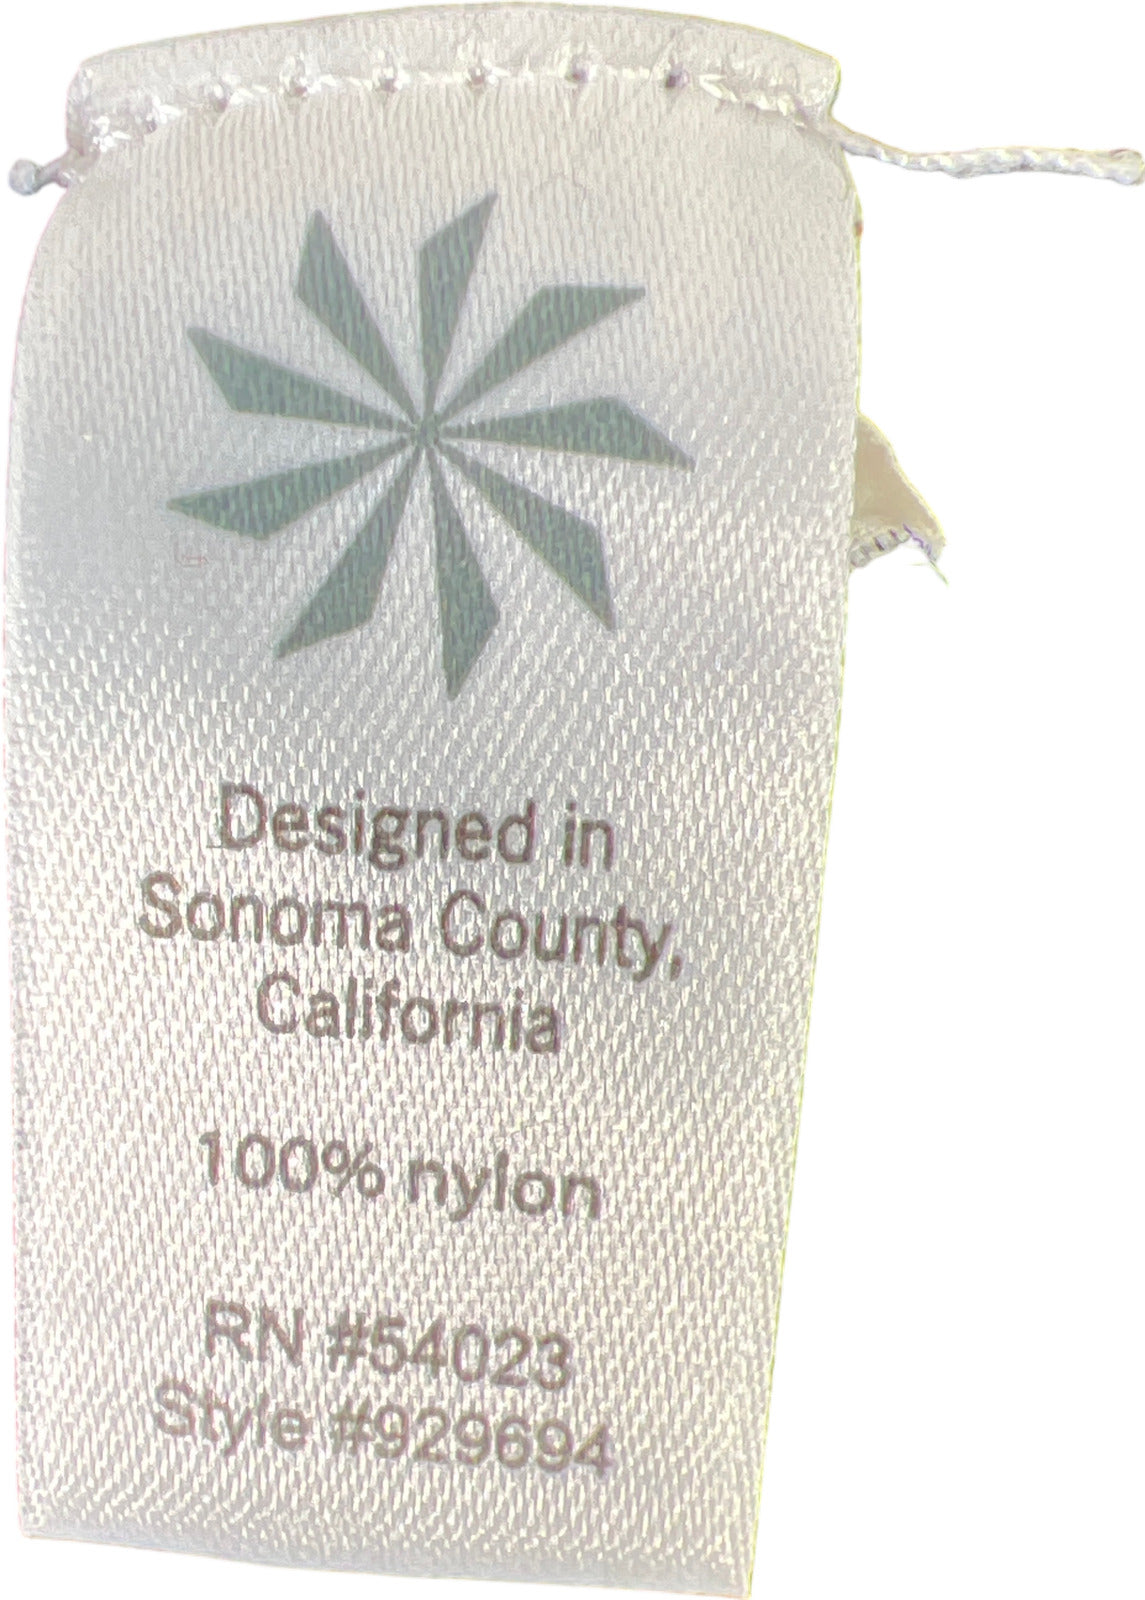 Designed in
Sonoma County,
California
100% nylon
RN #54023
Style #929694